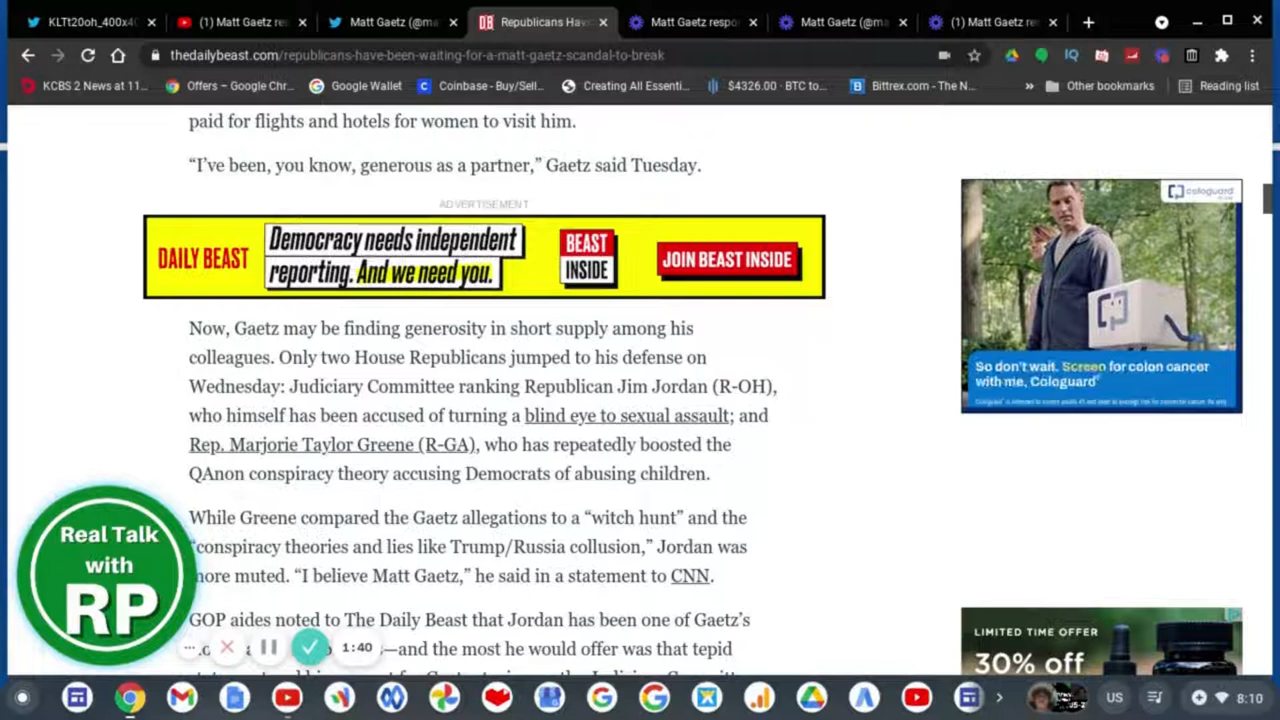 KLTt20oh_400x40
(1) Matt Gaetz res
Matt Gaetz (@ma
Republicans Hav
Matt Gaetz respo
Matt Gaetz (@ma
(1) Matt Gaetz re
thedailybeast.com/republicans-have-been-waiting-for-a-matt-gaetz-scandal-to-break
KCBS 2 News at 11...
Offers – Google Chr...
Google Wallet
Coinbase - Buy/Sell...
Creating All Essenti...
$4326.00 · BTC to...
Bittrex.com - The N...
»
Other bookmarks
Reading list
paid for flights and hotels for women to visit him.
“I’ve been, you know, generous as a partner,” Gaetz said Tuesday.
ADVERTISEMENT
DAILY BEAST
Democracy needs independent
reporting. And we need you.
BEAST
INSIDE
JOIN BEAST INSIDE
cologuard
So don't wait. Screen for colon cancer
with me, Cologuard
Now, Gaetz may be finding generosity in short supply among his
colleagues. Only two House Republicans jumped to his defense on
Wednesday: Judiciary Committee ranking Republican Jim Jordan (R-OH),
who himself has been accused of turning a blind eye to sexual assault; and
Rep. Marjorie Taylor Greene (R-GA), who has repeatedly boosted the
QAnon conspiracy theory accusing Democrats of abusing children.
While Greene compared the Gaetz allegations to a “witch hunt” and the
“conspiracy theories and lies like Trump/Russia collusion,” Jordan was
more muted. “I believe Matt Gaetz,” he said in a statement to CNN.
GOP aides noted to The Daily Beast that Jordan has been one of Gaetz’s
—and the most he would offer was that tepid
Real Talk
with
RP
1:40
LIMITED TIME OFFER
30% off
US
8:10